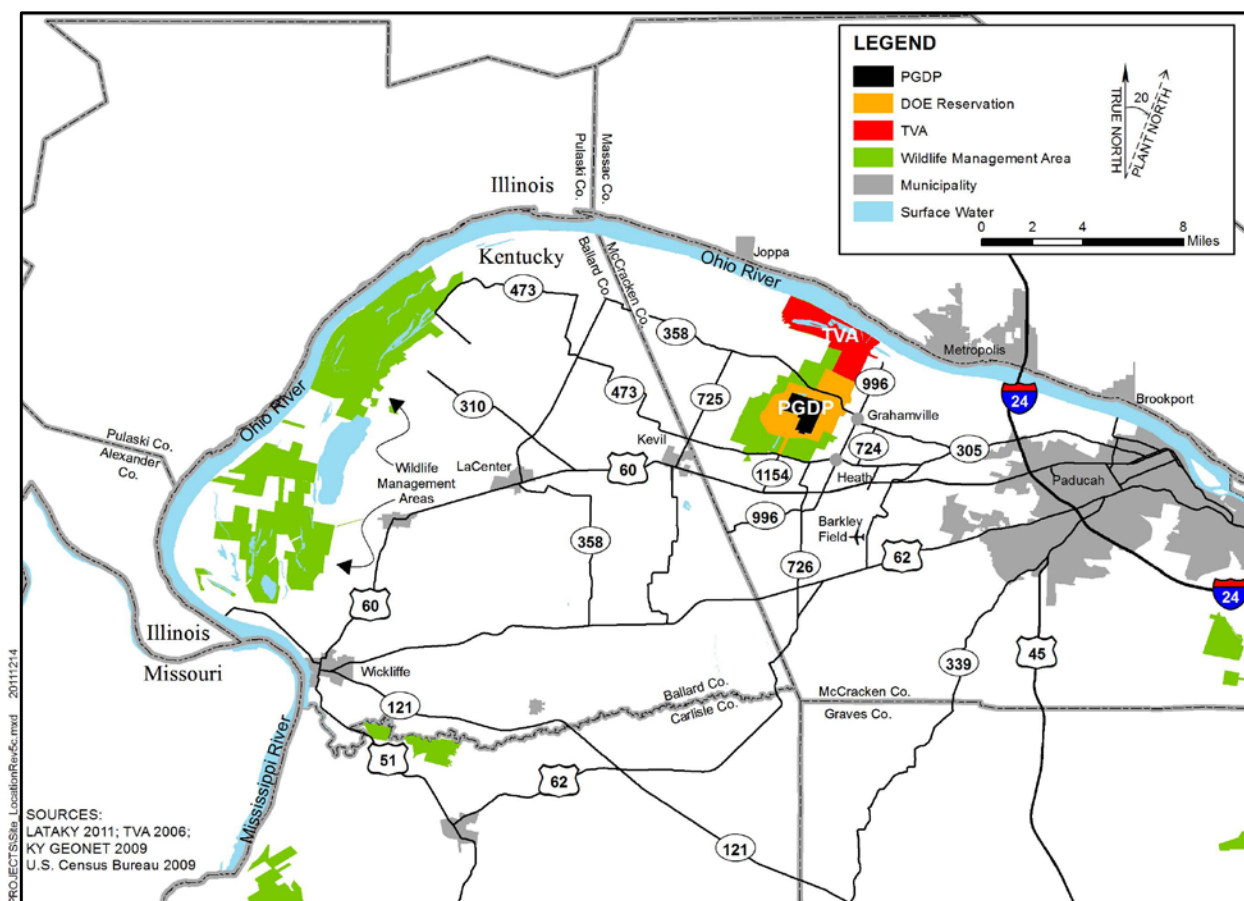 LEGEND
PGDP
DOE Reservation
TVA
Wildlife Management Area
Municipality
Surface Water
TRUE NORTH
20
PLANT NORTH
0 2 4 8
Miles
Pulaski Co.
Massac Co.
Illinois
Kentucky
Ballard Co.
McCracken Co.
Ohio River
Joppa
473
358
TVA
Metropolis
996
24
Brookport
310
473
725
PGDP
Grahamville
Ohio River
Pulaski Co.
Alexander
Co.
Wildlife
Management
Areas
LaCenter
Kevil
60
724
305
1154
Heath
Paducah
996
Barkley
Field
358
726
62
60
24
Illinois
Missouri
Wickliffe
339
45
121
Ballard Co.
Carlisle Co.
McCracken Co.
Graves Co.
51
62
Mississippi River
121
SOURCES:
LATAKY 2011; TVA 2006;
KY GEONET 2009
U.S. Census Bureau 2009
PROJECTS\Site_LocationRev5c.mxd 20111214